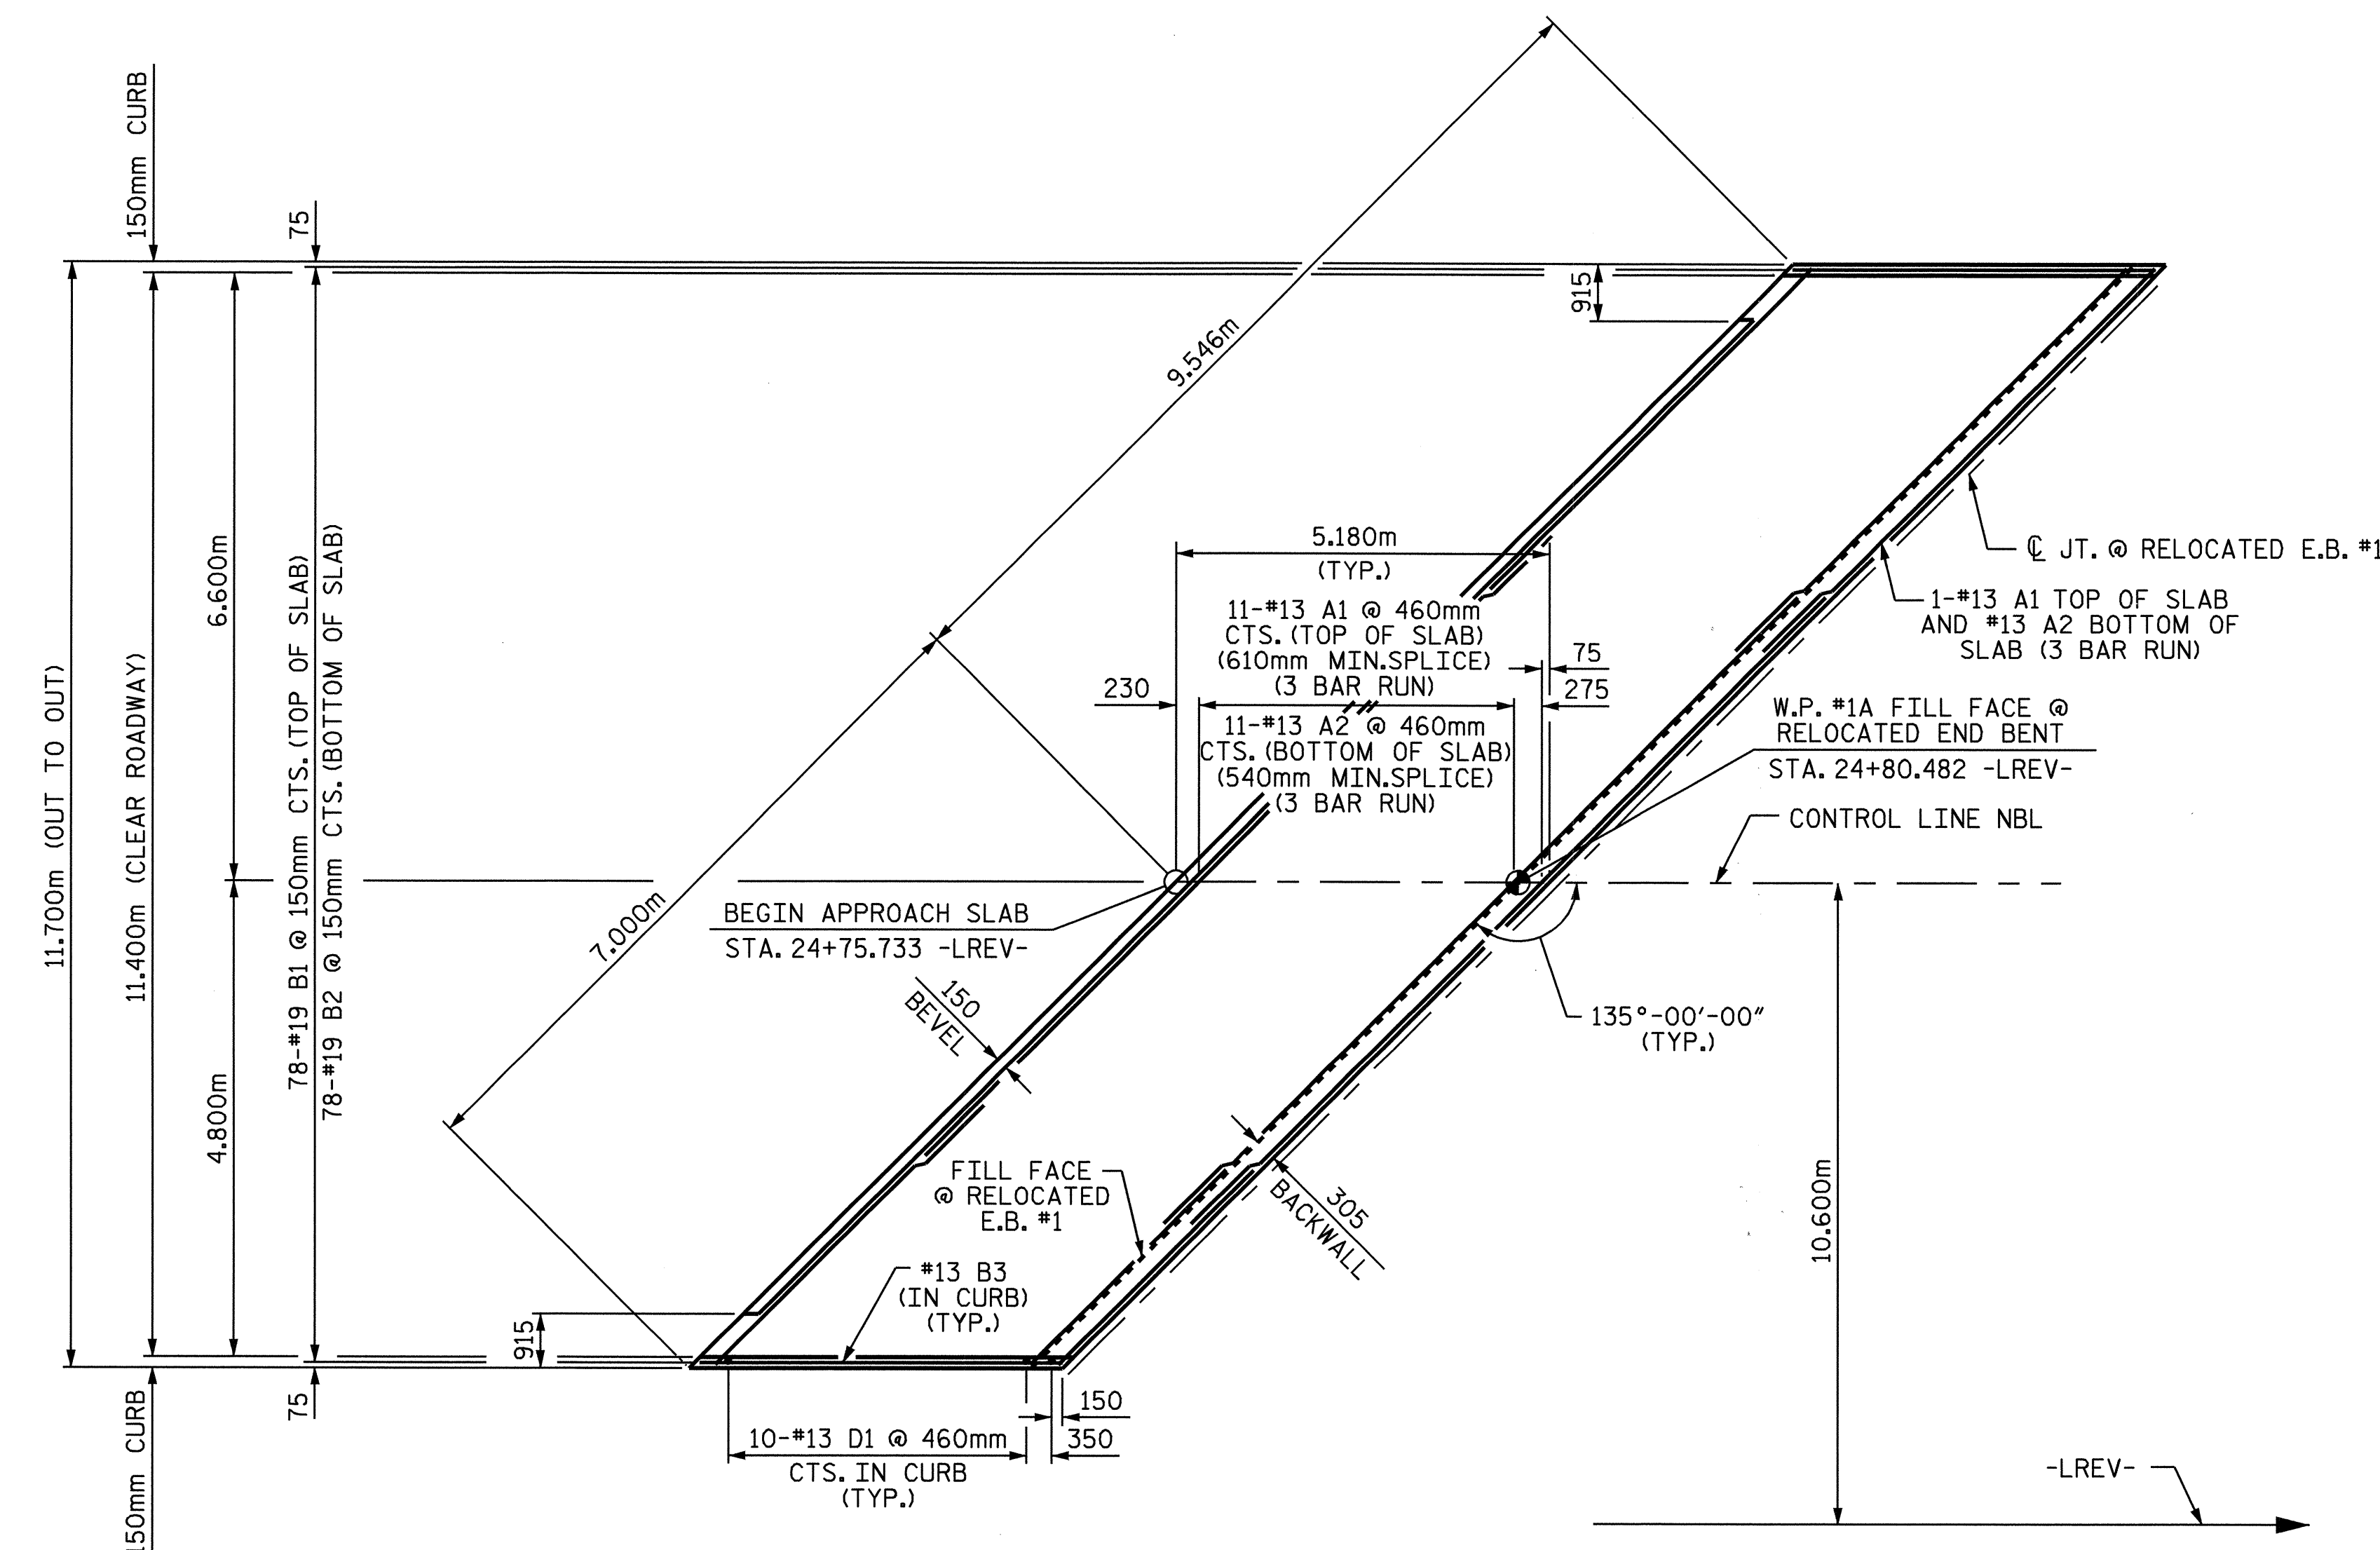 150mm CURB
75
915
9.546m
11.700m (OUT TO OUT)
11.400m (CLEAR ROADWAY)
6.600m
78-#19 B1 @ 150mm CTS. (TOP OF SLAB)
78-#19 B2 @ 150mm CTS. (BOTTOM OF SLAB)
5.180m
(TYP.)
℄ JT. @ RELOCATED E.B. #1
1-#13 A1 TOP OF SLAB
AND #13 A2 BOTTOM OF
SLAB (3 BAR RUN)
11-#13 A1 @ 460mm
CTS. (TOP OF SLAB)
(610mm MIN. SPLICE)
(3 BAR RUN)
75
230
275
11-#13 A2 @ 460mm
CTS. (BOTTOM OF SLAB)
(540mm MIN. SPLICE)
(3 BAR RUN)
W.P. #1A FILL FACE @
RELOCATED END BENT
STA. 24+80.482 -LREV-
CONTROL LINE NBL
7.000m
BEGIN APPROACH SLAB
STA. 24+75.733 -LREV-
150
BEVEL
135°-00'-00"
(TYP.)
4.800m
FILL FACE
@ RELOCATED
E.B. #1
305
BACKWALL
10.600m
#13 B3
(IN CURB)
(TYP.)
915
75
150mm CURB
150
350
10-#13 D1 @ 460mm
CTS. IN CURB
(TYP.)
-LREV-